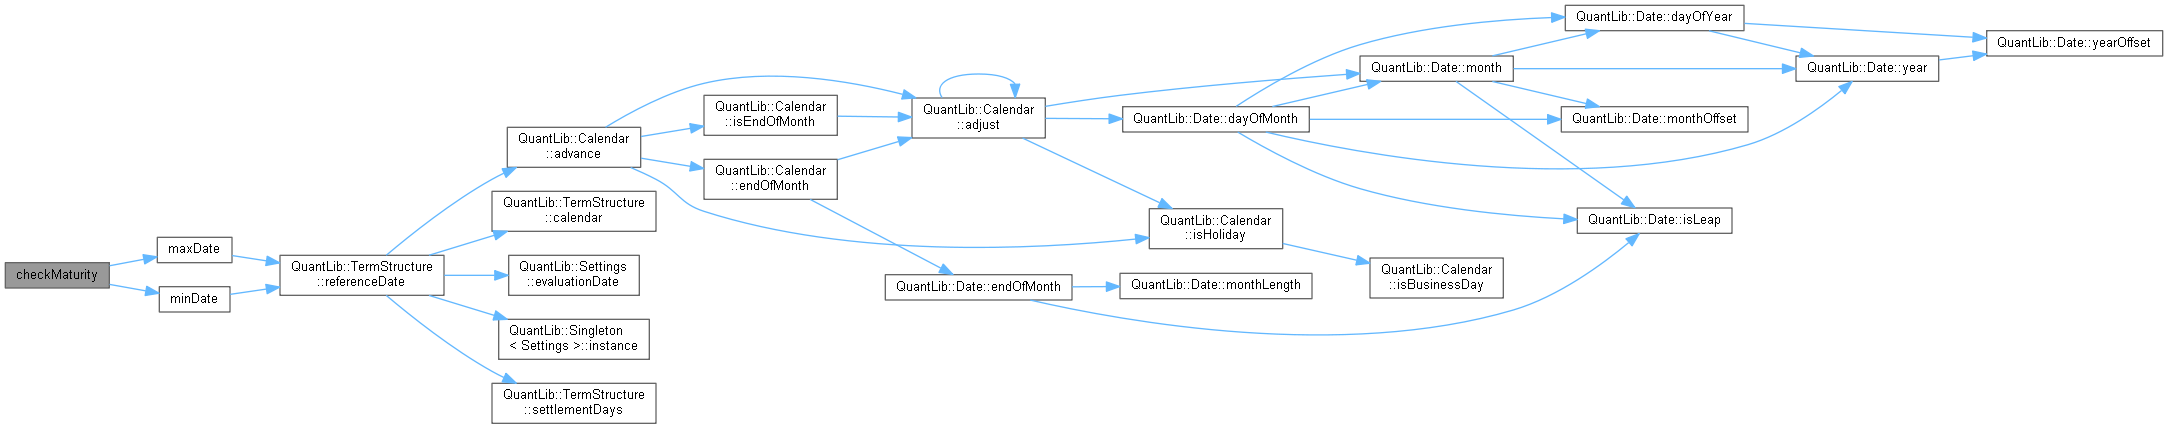 checkMaturity
maxDate
minDate
QuantLib::TermStructure
::referenceDate
QuantLib::Calendar
::advance
QuantLib::TermStructure
::calendar
QuantLib::Settings
::evaluationDate
QuantLib::Singleton
< Settings >::instance
QuantLib::TermStructure
::settlementDays
QuantLib::Calendar
::isEndOfMonth
QuantLib::Calendar
::endOfMonth
QuantLib::Calendar
::adjust
QuantLib::Date::endOfMonth
QuantLib::Date::dayOfMonth
QuantLib::Calendar
::isHoliday
QuantLib::Date::monthLength
QuantLib::Date::month
QuantLib::Calendar
::isBusinessDay
QuantLib::Date::dayOfYear
QuantLib::Date::monthOffset
QuantLib::Date::isLeap
QuantLib::Date::year
QuantLib::Date::yearOffset